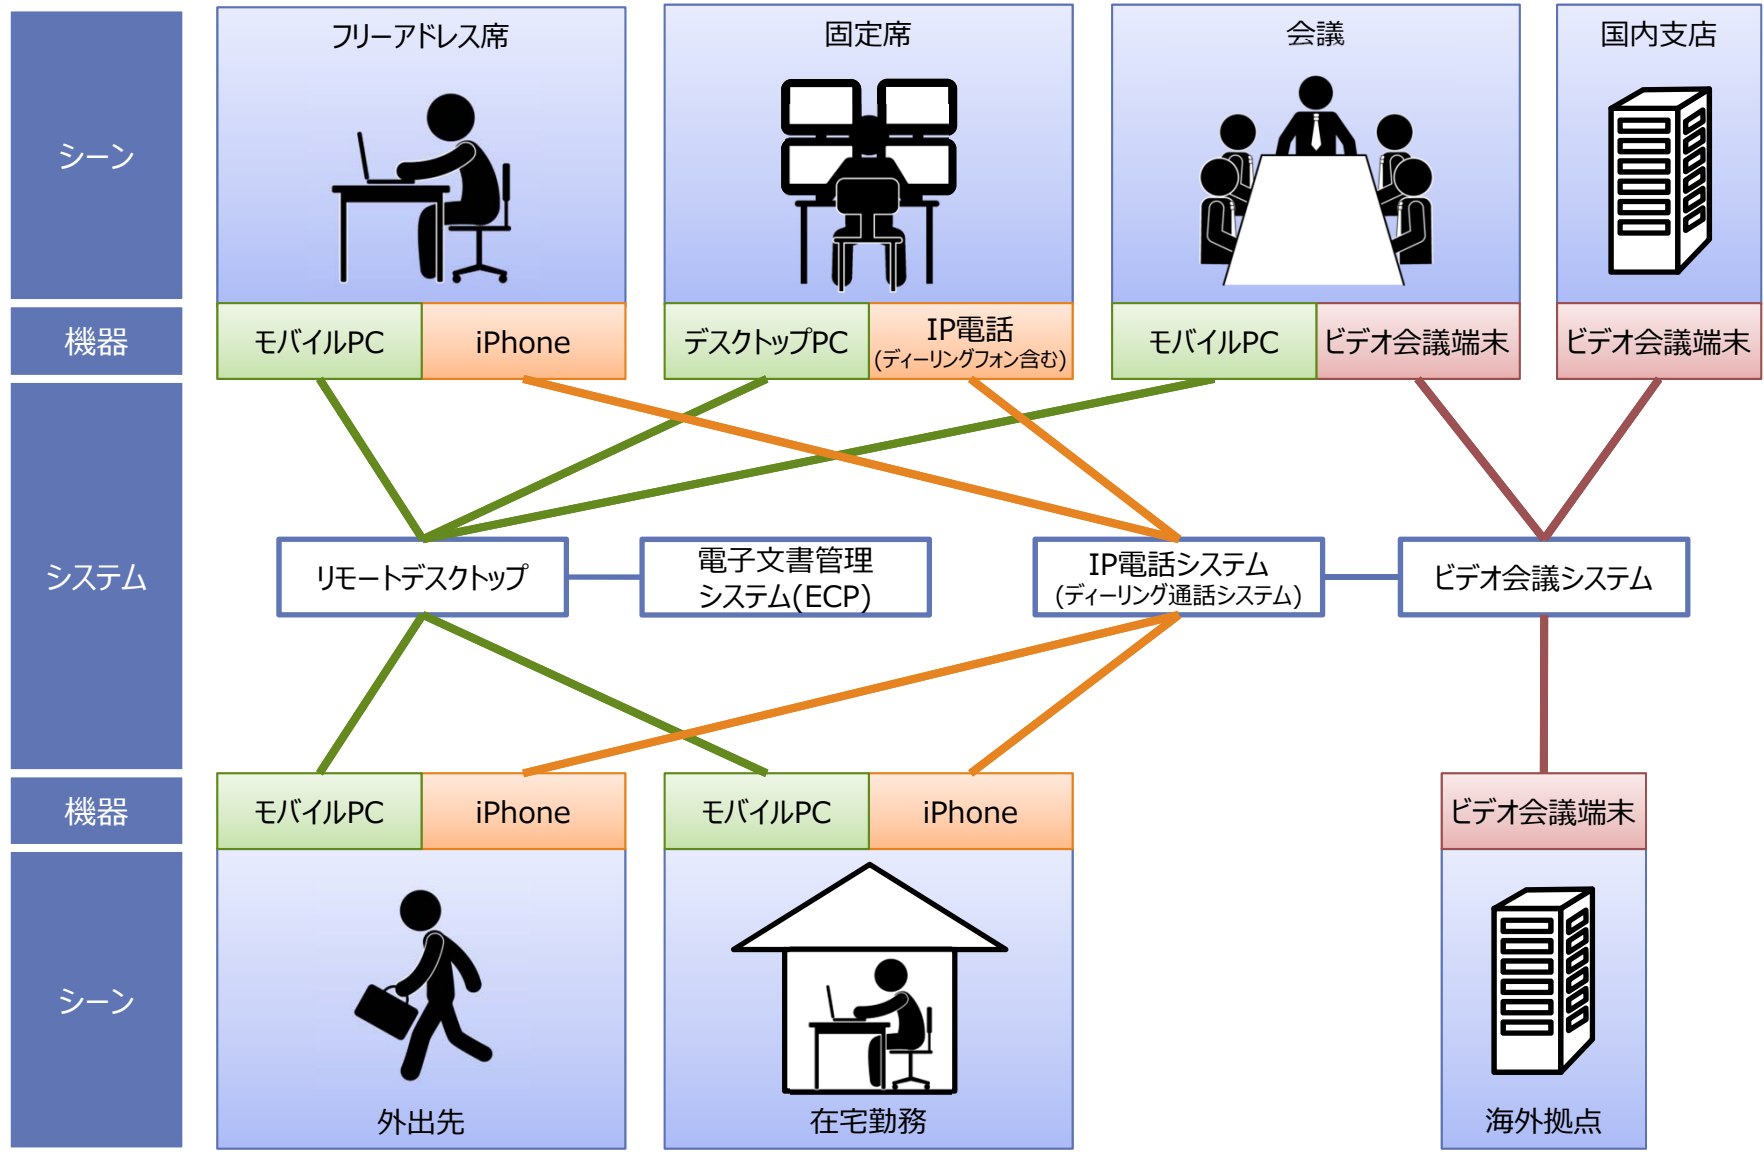 シーン
フリーアドレス席
固定席
会議
国内支店
機器
モバイルPC
iPhone
デスクトップPC
IP電話
(ディーリングフォン含む)
モバイルPC
ビデオ会議端末
ビデオ会議端末
システム
リモートデスクトップ
電子文書管理
システム(ECP)
IP電話システム
(ディーリング通話システム)
ビデオ会議システム
機器
モバイルPC
iPhone
モバイルPC
iPhone
ビデオ会議端末
シーン
外出先
在宅勤務
海外拠点